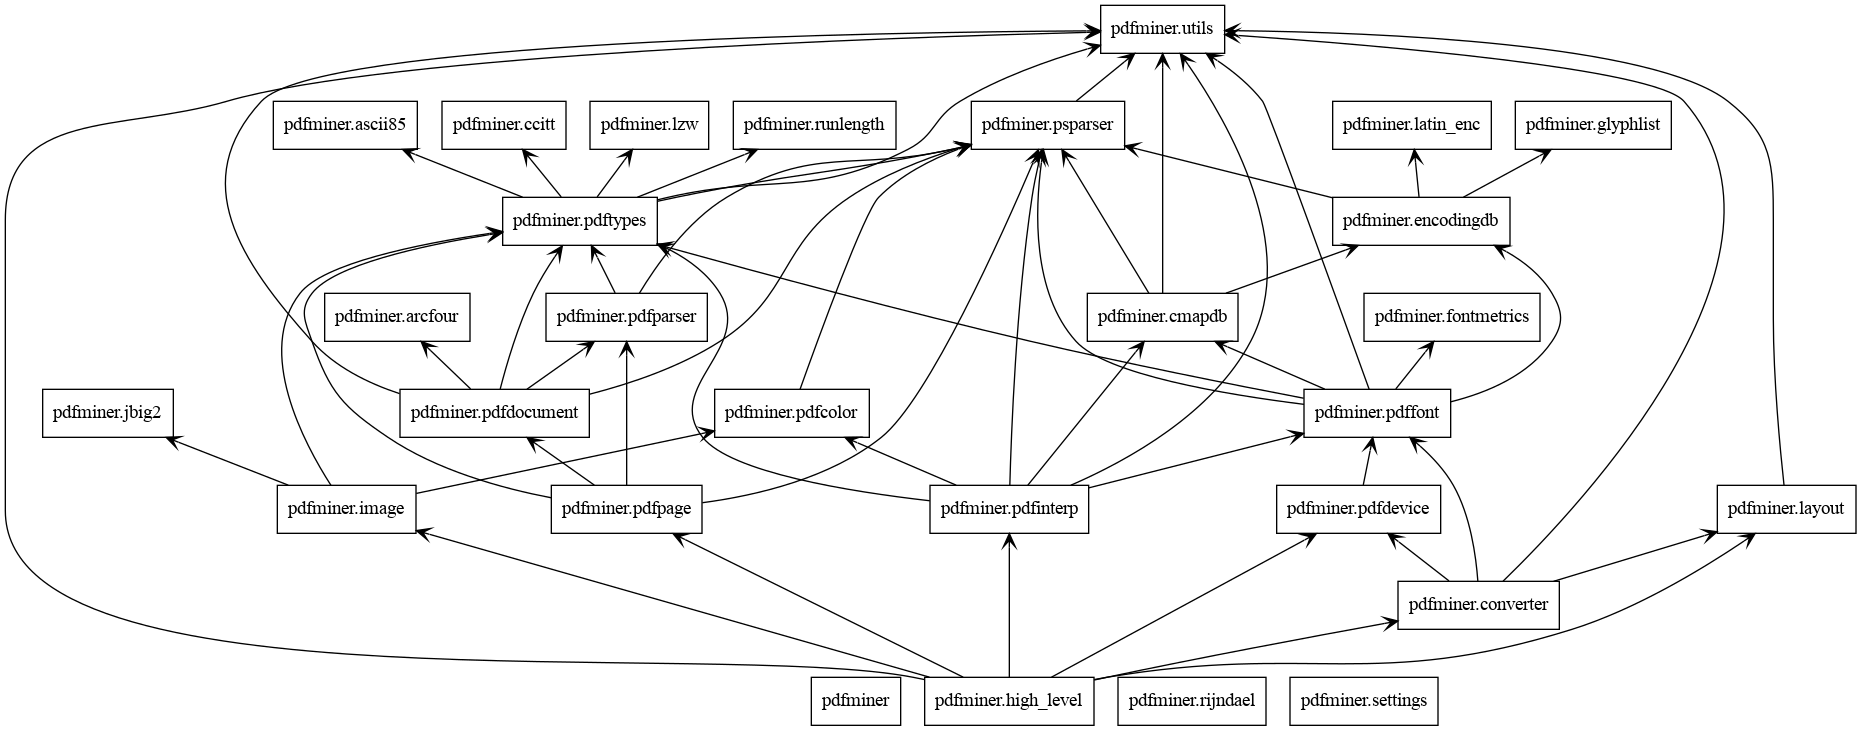 pdfminer.utils
pdfminer.ascii85
pdfminer.ccitt
pdfminer.lzw
pdfminer.runlength
pdfminer.psparser
pdfminer.latin_enc
pdfminer.glyphlist
pdfminer.pdftypes
pdfminer.encodingdb
pdfminer.arcfour
pdfminer.pdfparser
pdfminer.cmapdb
pdfminer.fontmetrics
pdfminer.jbig2
pdfminer.pdfdocument
pdfminer.pdfcolor
pdfminer.pdffont
pdfminer.image
pdfminer.pdfpage
pdfminer.pdfinterp
pdfminer.pdfdevice
pdfminer.layout
pdfminer.converter
pdfminer
pdfminer.high_level
pdfminer.rijndael
pdfminer.settings